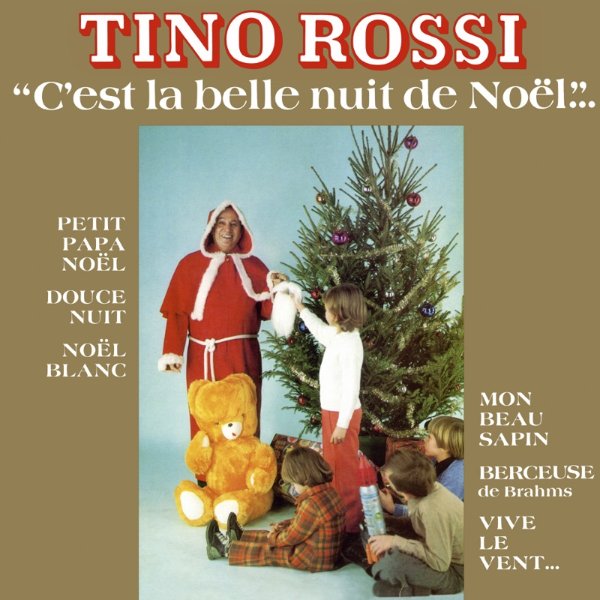 TINO ROSSI
“C’est la belle nuit de Noël”...
PETIT
PAPA
NOËL
DOUCE
NUIT
NOËL
BLANC
MON
BEAU
SAPIN
BERCEUSE
de Brahms
VIVE
LE
VENT...